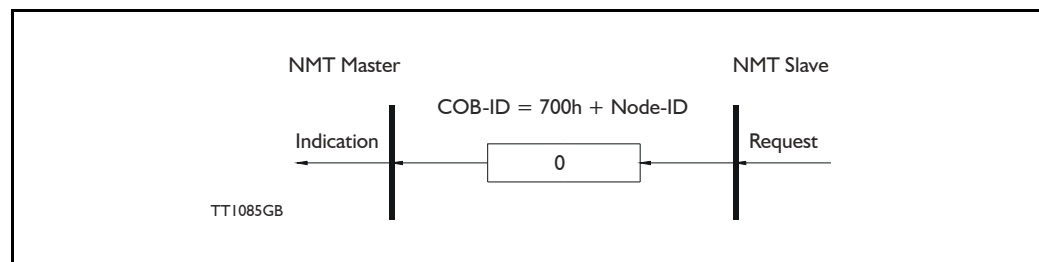 NMT Master NMT Slave
COB-ID = 700h + Node-ID
Indication 0 Request
TT1085GB